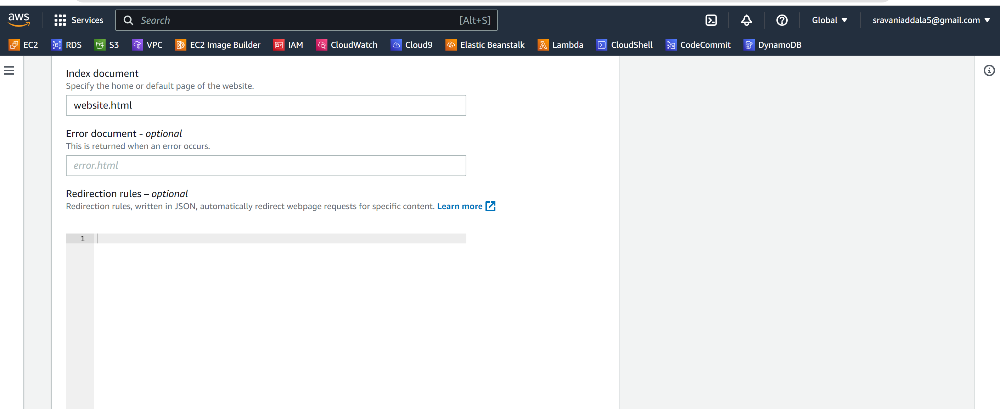 aws Services Search [Alt+S] Global sravaniaddala5@gmail.com
EC2 RDS S3 VPC EC2 Image Builder IAM CloudWatch Cloud9 Elastic Beanstalk Lambda CloudShell CodeCommit DynamoDB
Index document
Specify the home or default page of the website.
website.html
Error document - optional
This is returned when an error occurs.
error.html
Redirection rules – optional
Redirection rules, written in JSON, automatically redirect webpage requests for specific content. Learn more
1